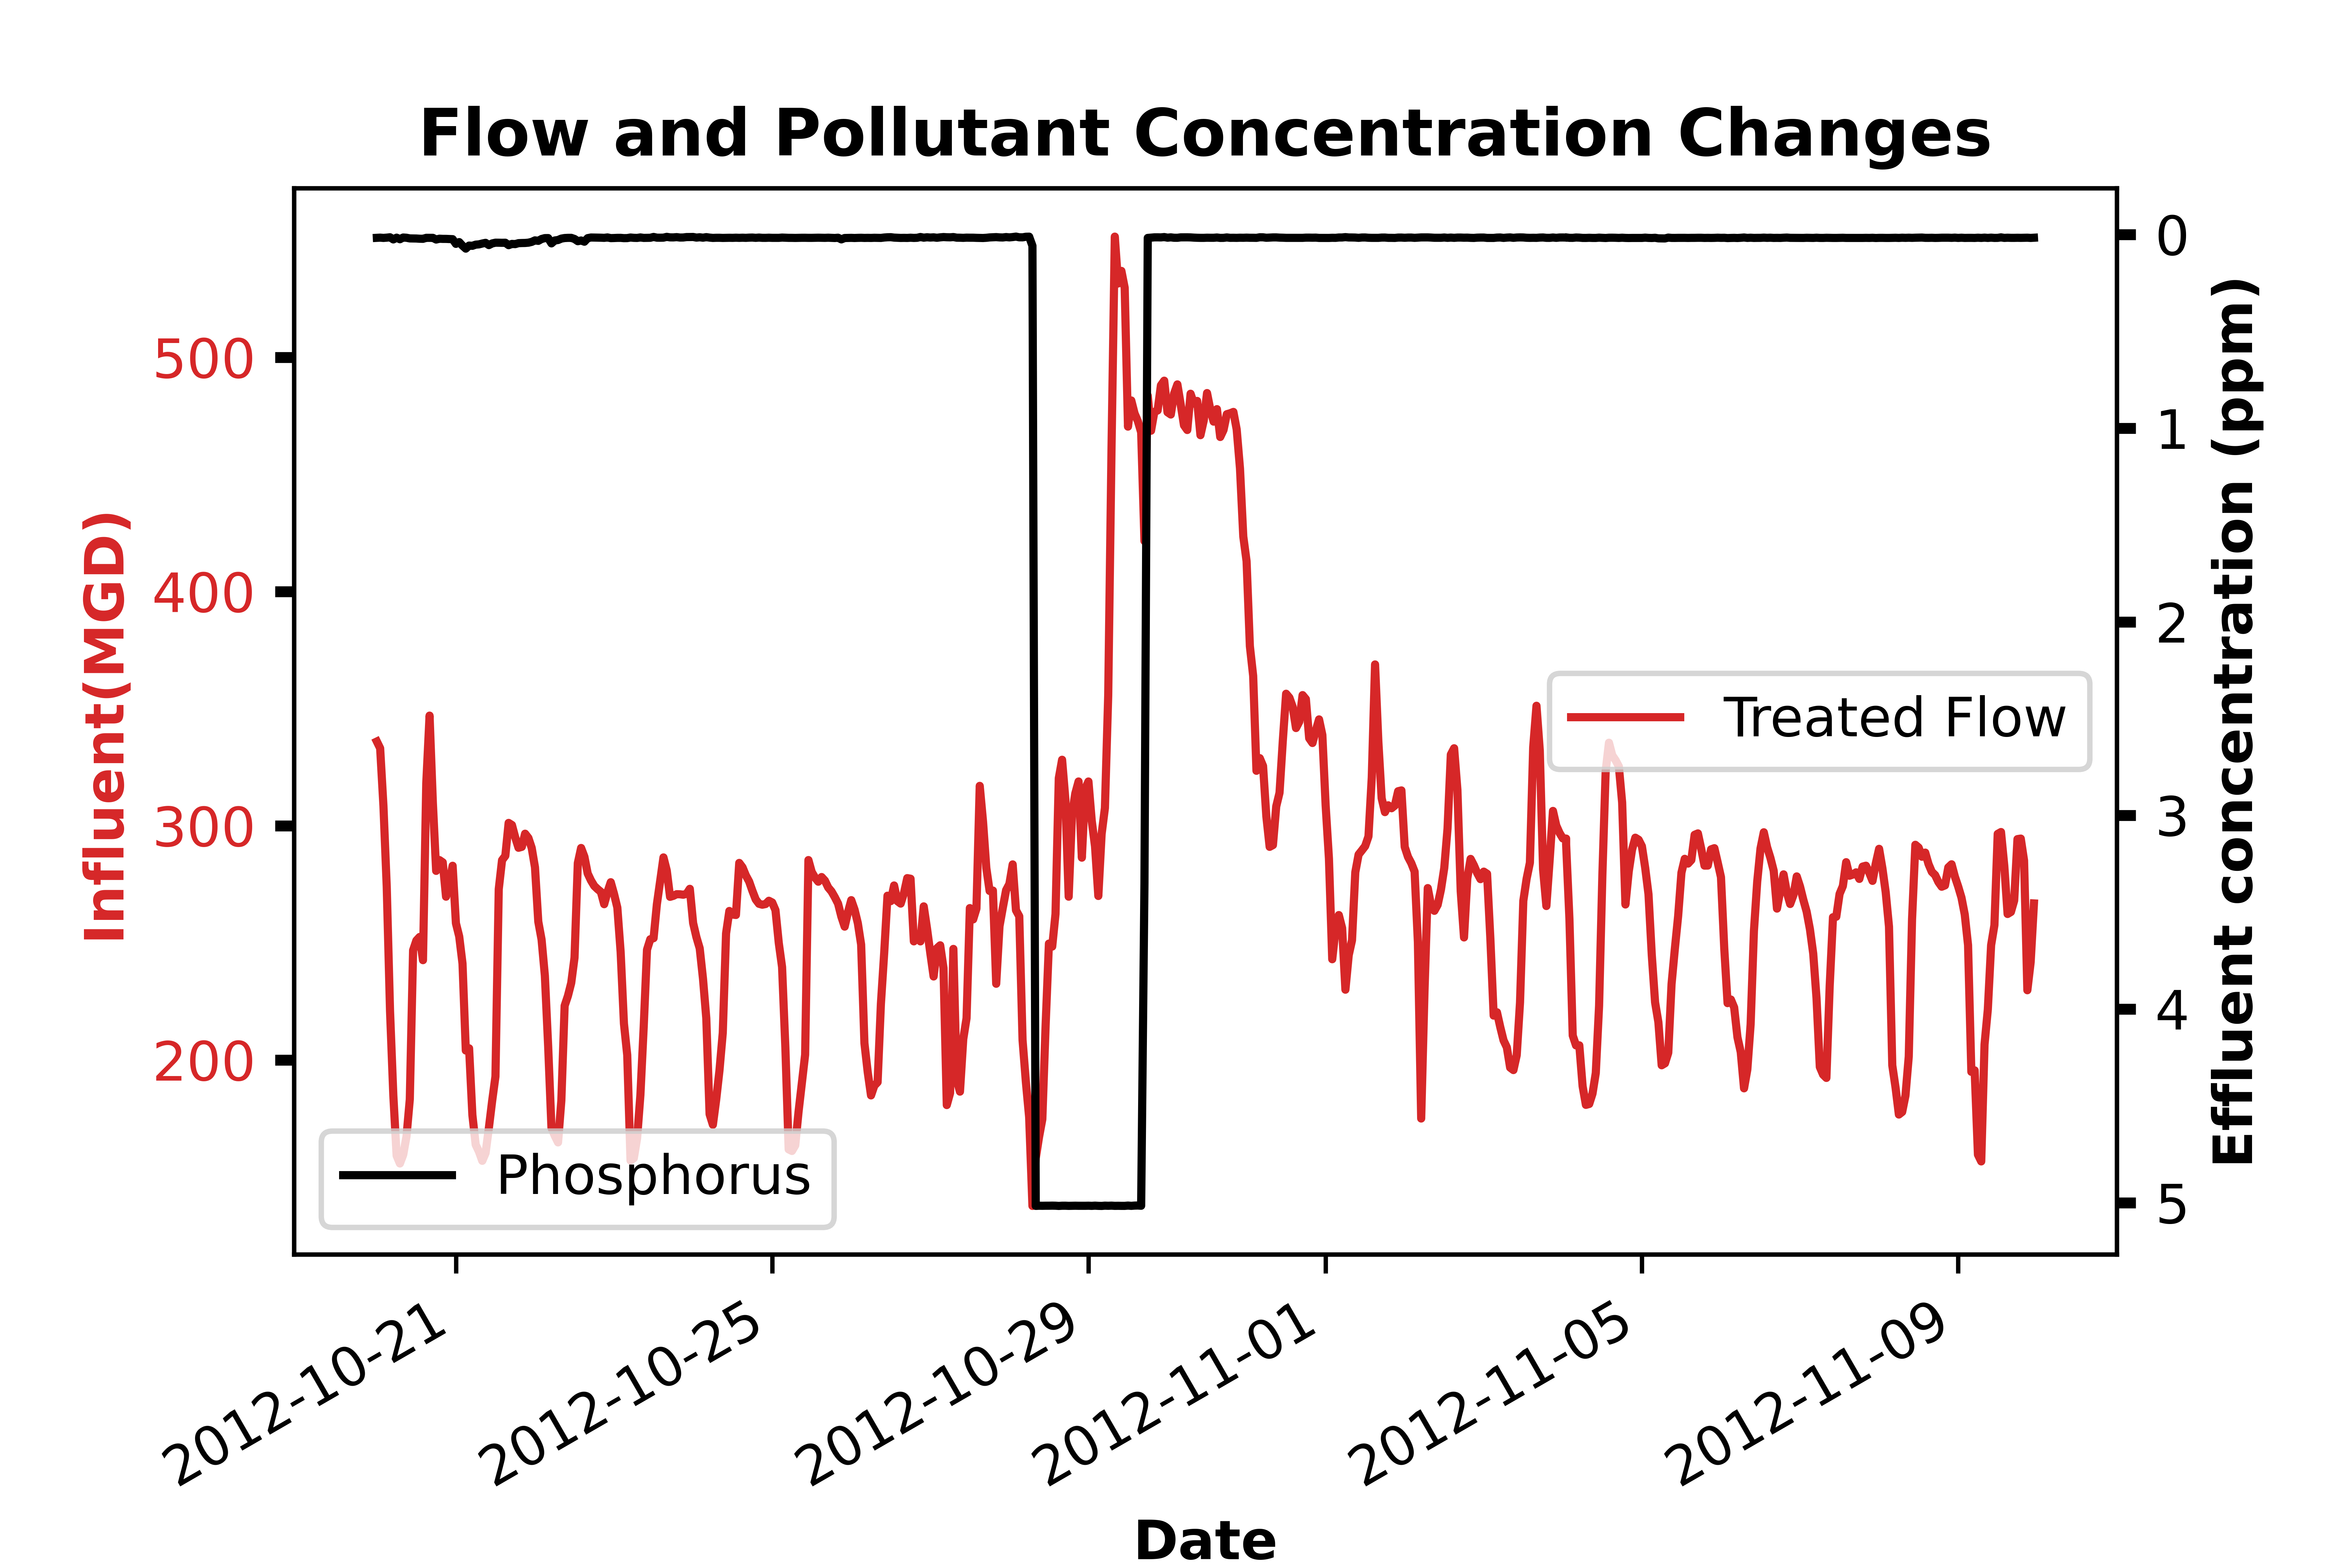 Flow and Pollutant Concentration Changes
Influent(MGD)
500
400
300
200
0
1
2
3
4
5
Effluent concentration (ppm)
Treated Flow
Phosphorus
2012-10-21
2012-10-25
2012-10-29
2012-11-01
2012-11-05
2012-11-09
Date